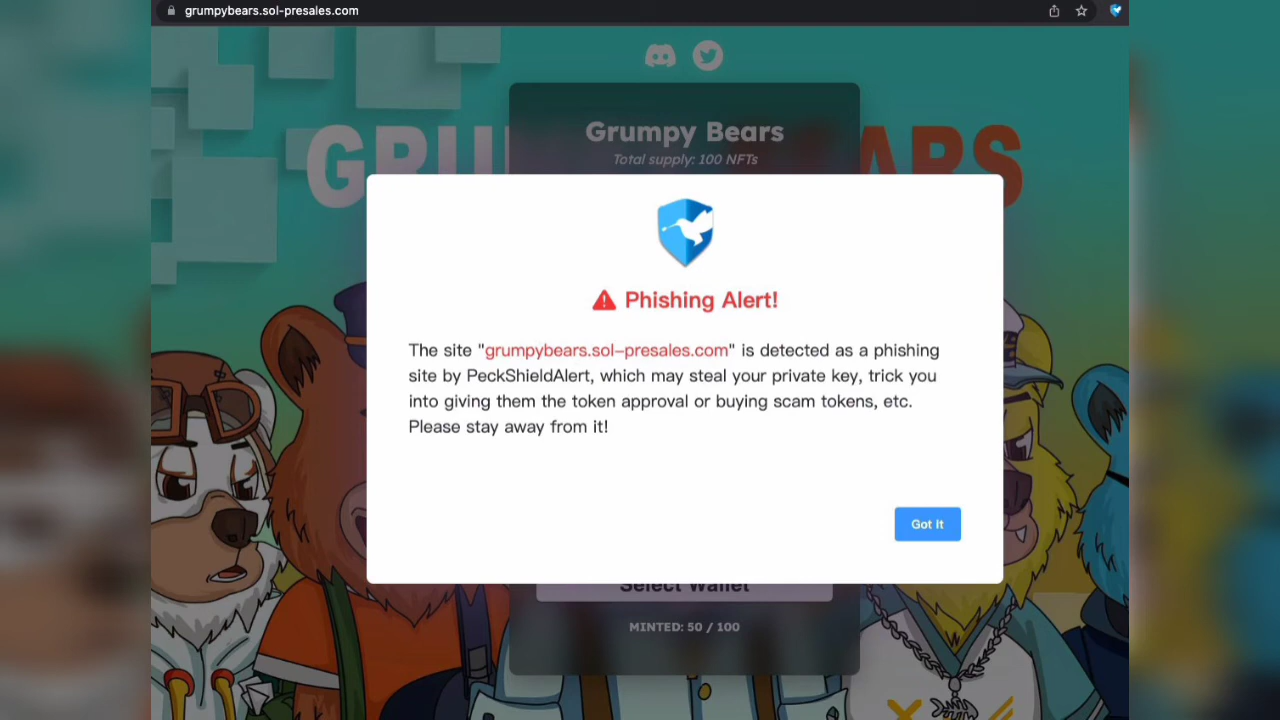 grumpybears.sol-presales.com
Grumpy Bears
Total supply: 100 NFTs
Phishing Alert!
The site "grumpybears.sol-presales.com" is detected as a phishing
site by PeckShieldAlert, which may steal your private key, trick you
into giving them the token approval or buying scam tokens, etc.
Please stay away from it!
Got It
Select Wallet
MINTED: 50 / 100